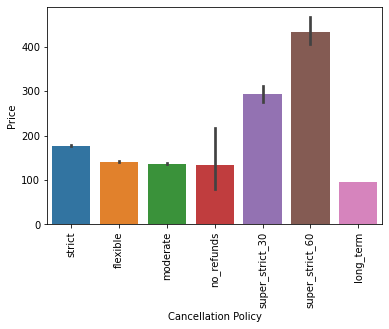 400
300
200
100
0
Price
strict
flexible
moderate
no_refunds
super_strict_30
super_strict_60
long_term
Cancellation Policy